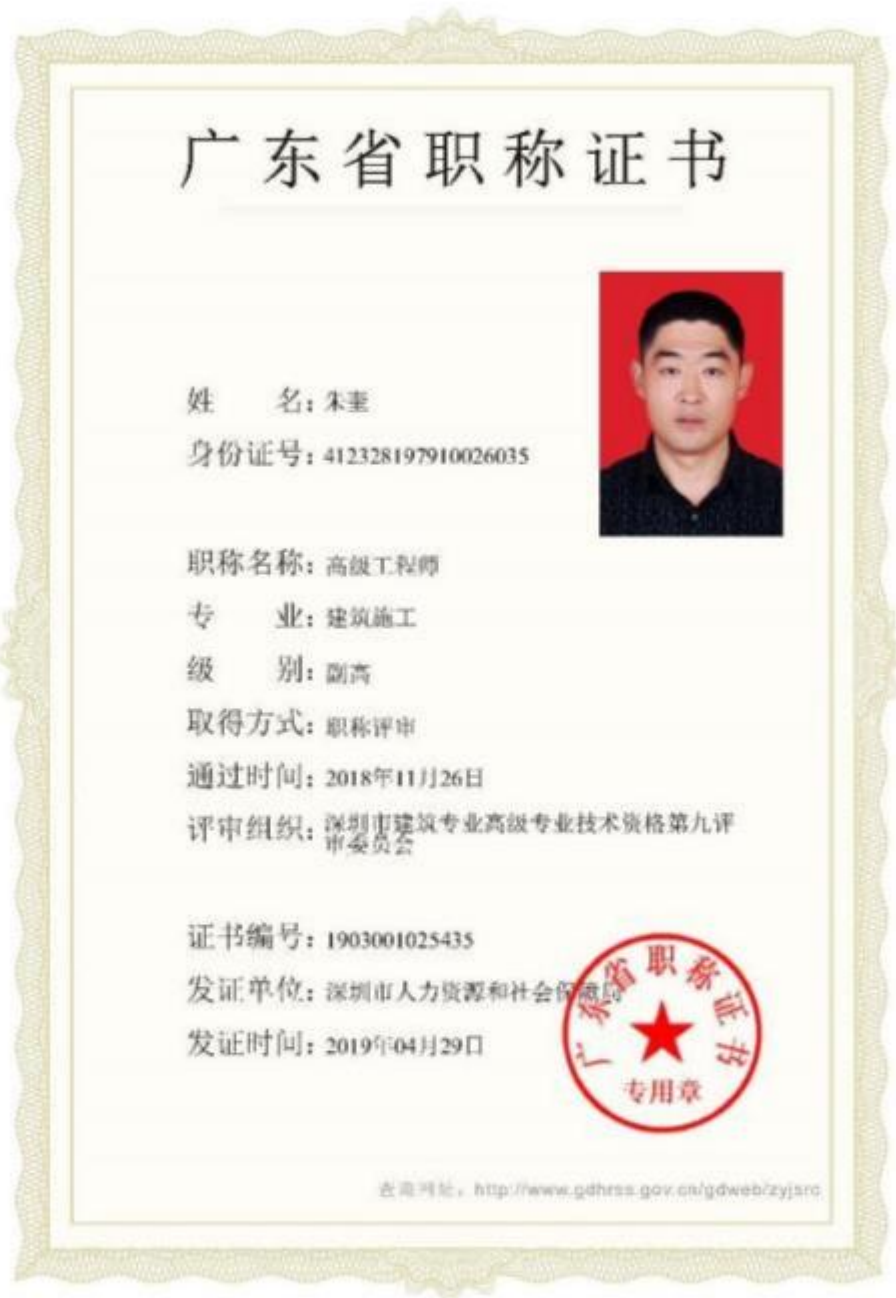 广东省职称证书
姓 名：朱奎
身份证号：412328197910026035
职称名称：高级工程师
专 业：建筑施工
级 别：副高
取得方式：职称评审
通过时间：2018年11月26日
评审组织：深圳市建筑专业高级专业技术资格第九评
审委员会
证书编号：1903001025435
发证单位：深圳市人力资源和社会保障局
发证时间：2019年04月29日
广东省职称证书
专用章
查询网址：http://www.gdhrss.gov.cn/gdweb/zyjsrc